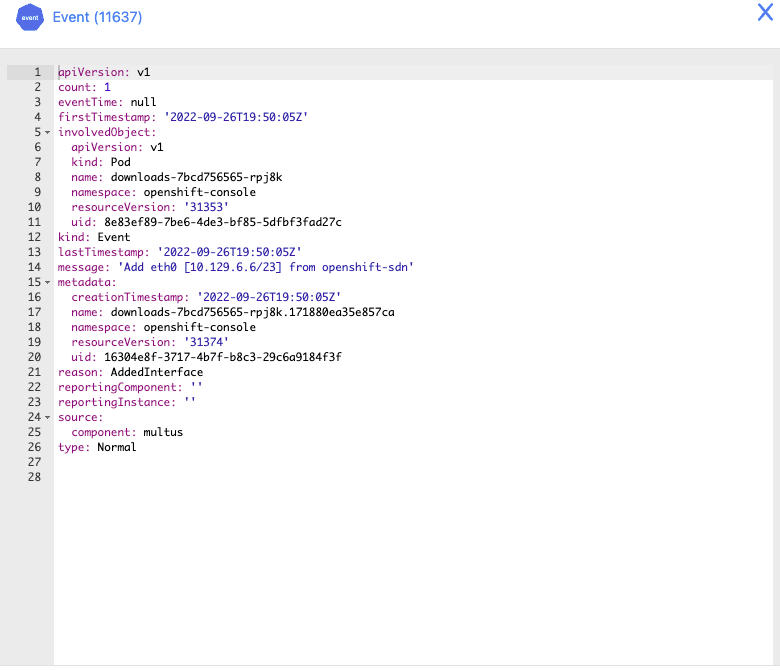 event Event (11637) X
1 apiVersion: v1
2 count: 1
3 eventTime: null
4 firstTimestamp: '2022-09-26T19:50:05Z'
5 involvedObject:
6 apiVersion: v1
7 kind: Pod
8 name: downloads-7bcd756565-rpj8k
9 namespace: openshift-console
10 resourceVersion: '31353'
11 uid: 8e83ef89-7be6-4de3-bf85-5dfbf3fad27c
12 kind: Event
13 lastTimestamp: '2022-09-26T19:50:05Z'
14 message: 'Add eth0 [10.129.6.6/23] from openshift-sdn'
15 metadata:
16 creationTimestamp: '2022-09-26T19:50:05Z'
17 name: downloads-7bcd756565-rpj8k.171880ea35e857ca
18 namespace: openshift-console
19 resourceVersion: '31374'
20 uid: 16304e8f-3717-4b7f-b8c3-29c6a9184f3f
21 reason: AddedInterface
22 reportingComponent: ''
23 reportingInstance: ''
24 source:
25 component: multus
26 type: Normal
27
28